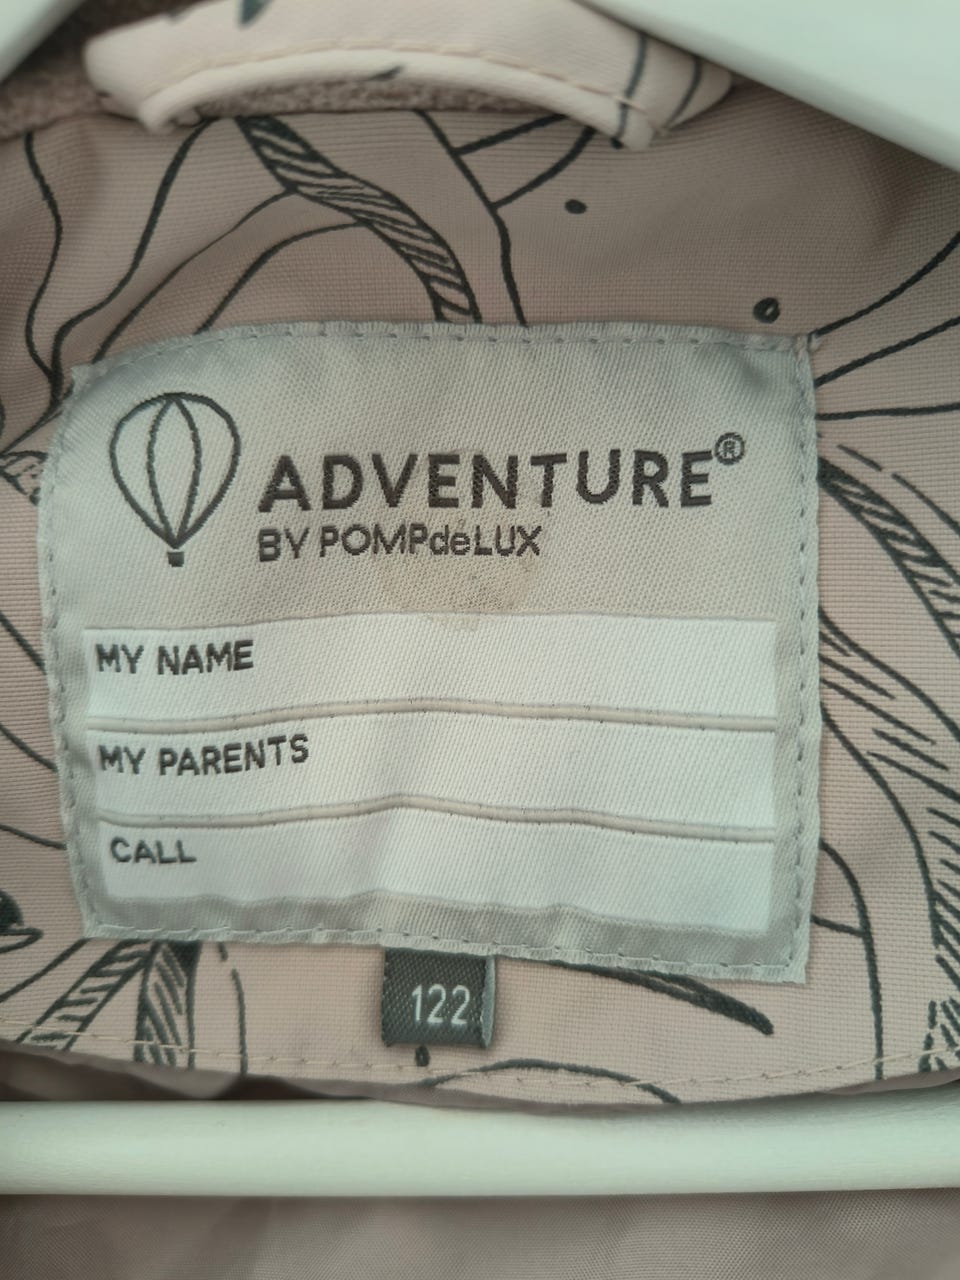 ADVENTURE®
BY POMPdeLUX
MY NAME
MY PARENTS
CALL
122